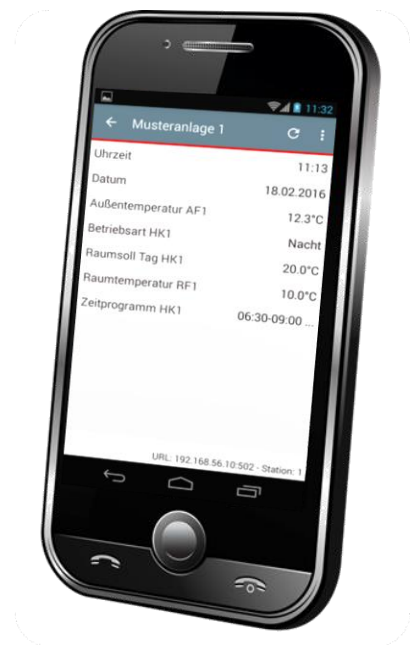 11:32
Musteranlage 1
Uhrzeit 11:13
Datum 18.02.2016
Außentemperatur AF1 12.3°C
Betriebsart HK1 Nacht
Raumsoll Tag HK1 20.0°C
Raumtemperatur RF1 10.0°C
Zeitprogramm HK1 06:30-09:00 ...
URL: 192.168.56.10:502 - Station: 1